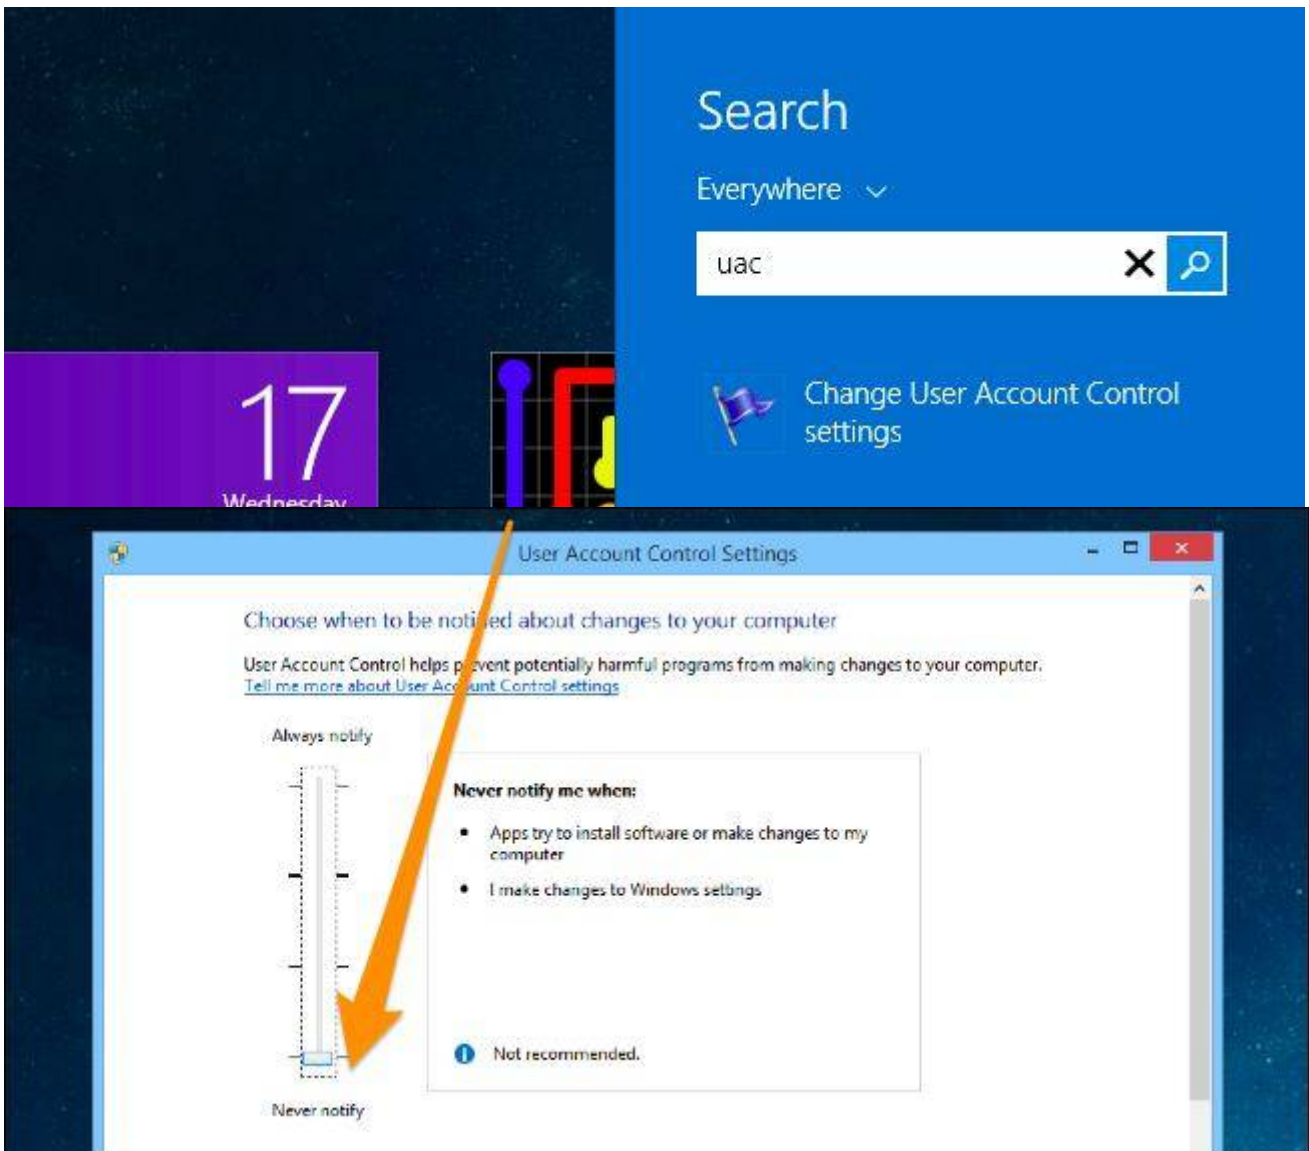 Search
Everywhere
uac
Change User Account Control
settings
17
Wednesday
User Account Control Settings
Choose when to be notified about changes to your computer
User Account Control helps prevent potentially harmful programs from making changes to your computer.
Tell me more about User Account Control settings
Always notify
Never notify me when:
• Apps try to install software or make changes to my
computer
• I make changes to Windows settings
Not recommended.
Never notify